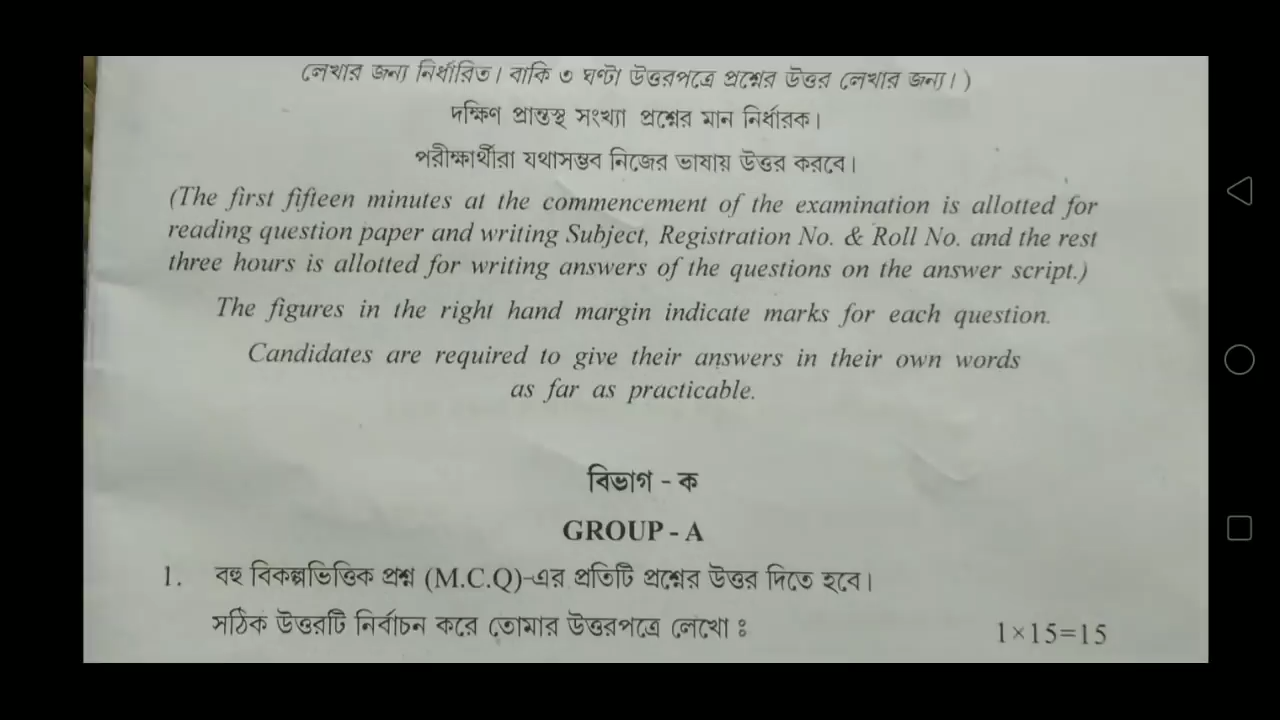 লেখার জন্য নির্ধারিত। বাকি ৩ ঘণ্টা উত্তরপত্রে প্রশ্নের উত্তর লেখার জন্য।)
দক্ষিণ প্রান্তস্থ সংখ্যা প্রশ্নের মান নির্ধারক।
পরীক্ষার্থীরা যথাসম্ভব নিজের ভাষায় উত্তর করবে।
(The first fifteen minutes at the commencement of the examination is allotted for
reading question paper and writing Subject, Registration No. & Roll No. and the rest
three hours is allotted for writing answers of the questions on the answer script.)
The figures in the right hand margin indicate marks for each question.
Candidates are required to give their answers in their own words
as far as practicable.
বিভাগ - ক
GROUP - A
1. বহু বিকল্পভিত্তিক প্রশ্ন (M.C.Q)-এর প্রতিটি প্রশ্নের উত্তর দিতে হবে।
সঠিক উত্তরটি নির্বাচন করে তোমার উত্তরপত্রে লেখো ঃ 1×15=15